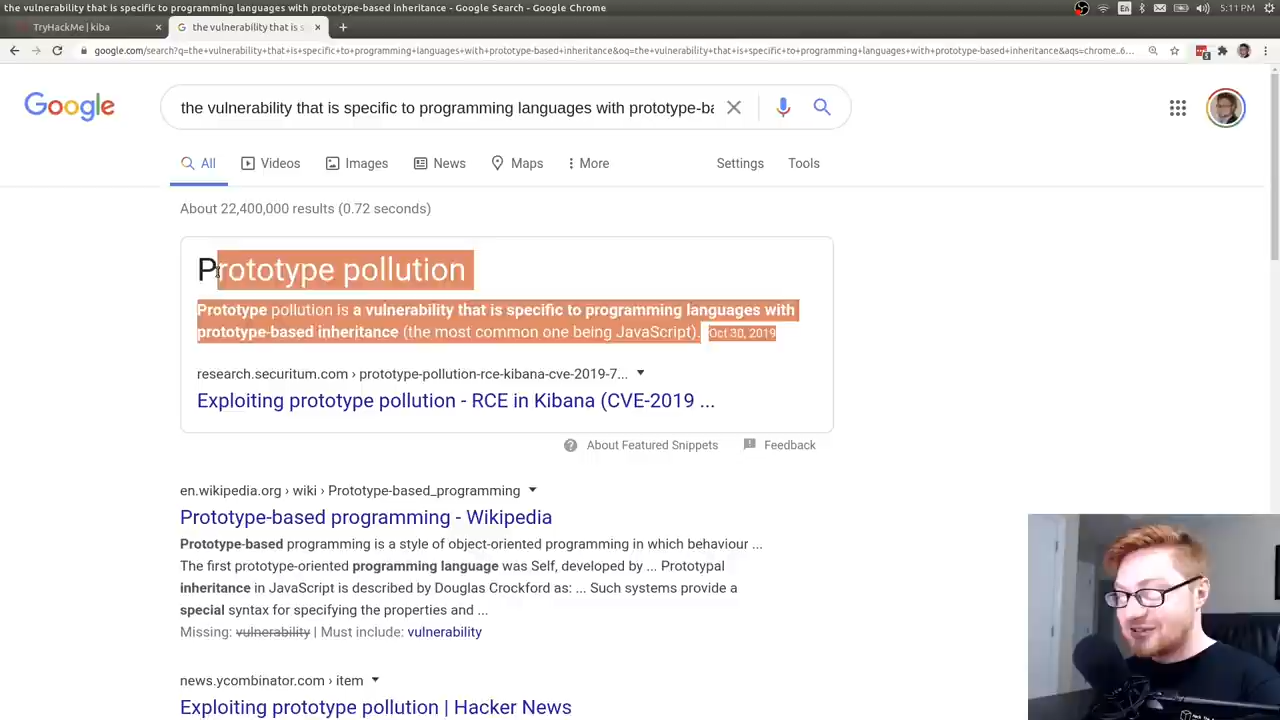 the vulnerability that is specific to programming languages with prototype-based inheritance - Google Search - Google Chrome
EN
5:11 PM
TryHackMe | kiba
the vulnerability that is s
google.com/search?q=the+vulnerability+that+is+specific+to+programming+languages+with+prototype-based+inheritance&oq=the+vulnerability+that+is+specific+to+programming+languages+with+prototype-based+inheritance&aqs=chrome..6...
5
Google
the vulnerability that is specific to programming languages with prototype-ba
All
Videos
Images
News
Maps
More
Settings
Tools
About 22,400,000 results (0.72 seconds)
Prototype pollution
Prototype pollution is a vulnerability that is specific to programming languages with
prototype-based inheritance (the most common one being JavaScript). Oct 30, 2019
research.securitum.com › prototype-pollution-rce-kibana-cve-2019-7...
Exploiting prototype pollution - RCE in Kibana (CVE-2019 ...
About Featured Snippets
Feedback
en.wikipedia.org › wiki › Prototype-based_programming
Prototype-based programming - Wikipedia
Prototype-based programming is a style of object-oriented programming in which behaviour ...
The first prototype-oriented programming language was Self, developed by ... Prototypal
inheritance in JavaScript is described by Douglas Crockford as: ... Such systems provide a
special syntax for specifying the properties and ...
Missing: vulnerability | Must include: vulnerability
news.ycombinator.com › item
Exploiting prototype pollution | Hacker News